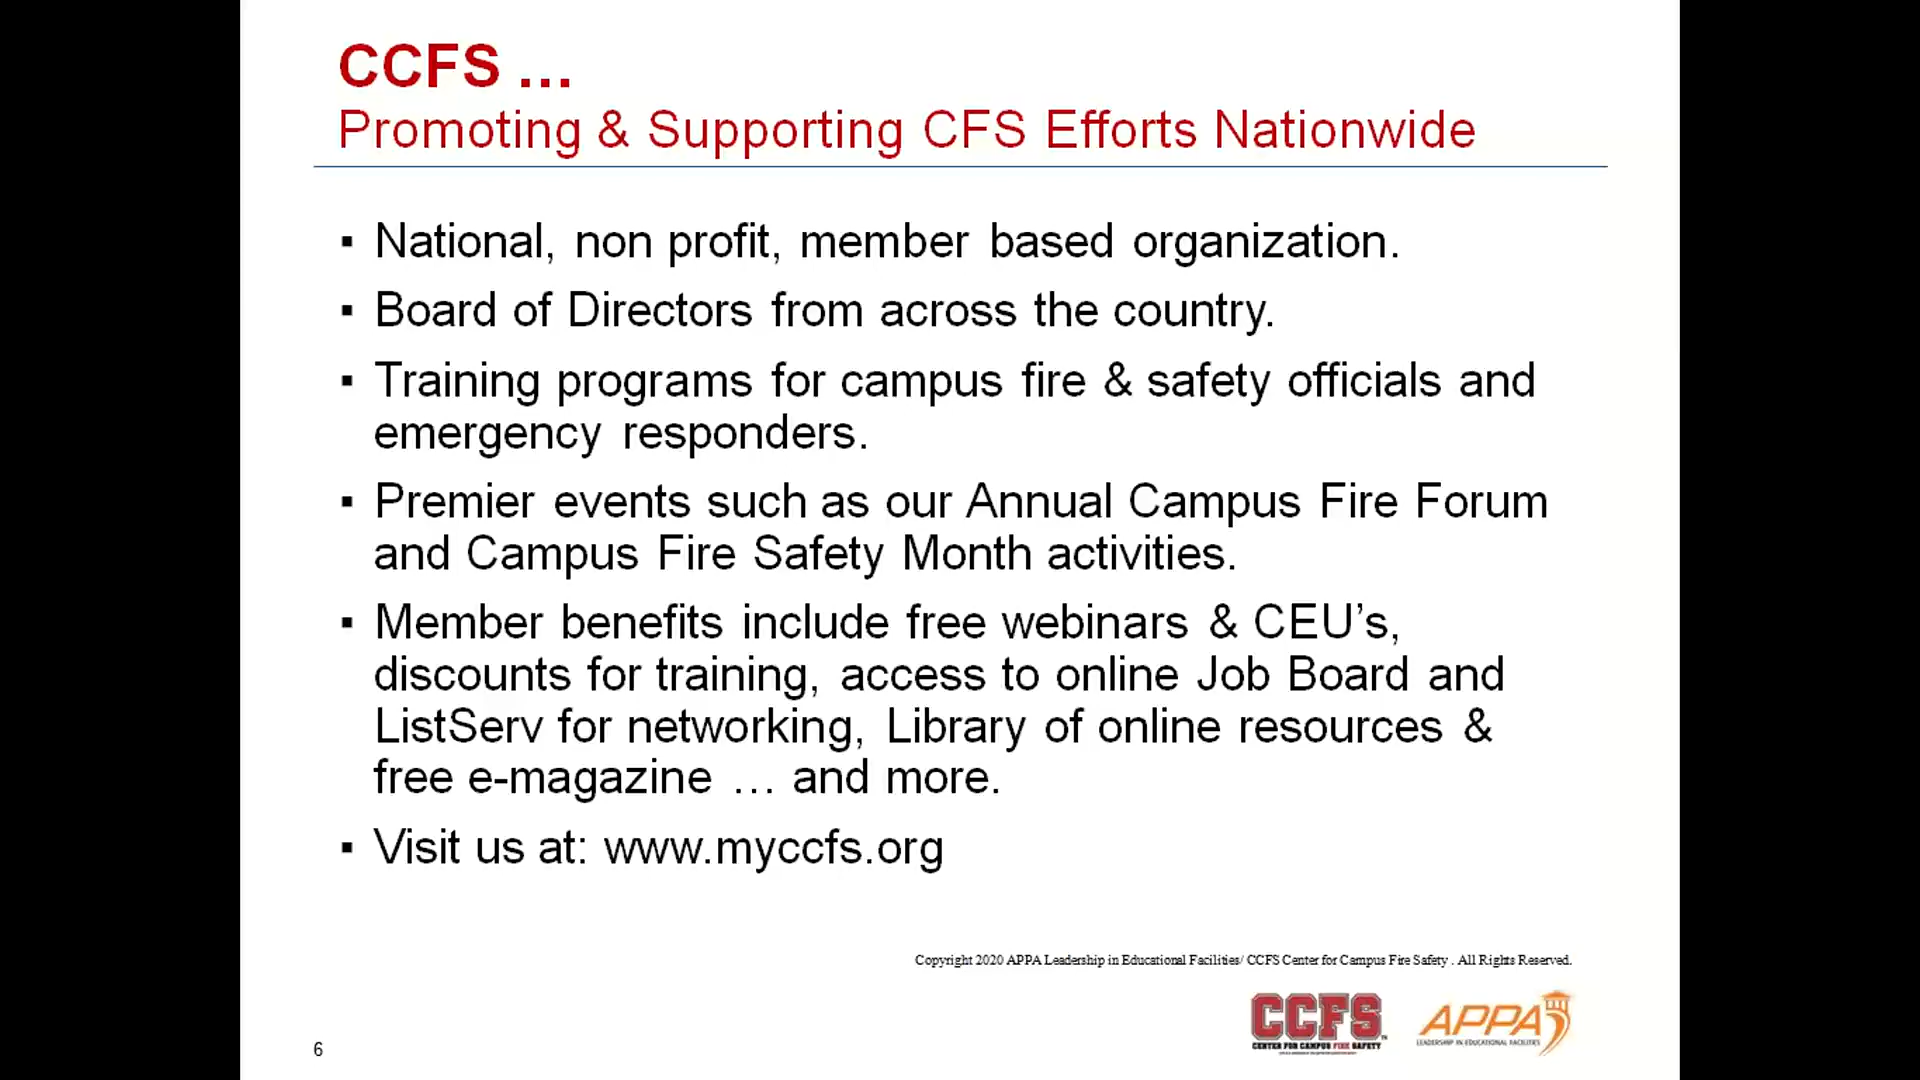 CCFS …
Promoting & Supporting CFS Efforts Nationwide
▪ National, non profit, member based organization.
▪ Board of Directors from across the country.
▪ Training programs for campus fire & safety officials and
emergency responders.
▪ Premier events such as our Annual Campus Fire Forum
and Campus Fire Safety Month activities.
▪ Member benefits include free webinars & CEU’s,
discounts for training, access to online Job Board and
ListServ for networking, Library of online resources &
free e-magazine … and more.
▪ Visit us at: www.myccfs.org
Copyright 2020 APPA Leadership in Educational Facilities/ CCFS Center for Campus Fire Safety . All Rights Reserved.
CCFS
CENTER FOR CAMPUS FIRE SAFETY
APPA
LEADERSHIP IN EDUCATIONAL FACILITIES
6